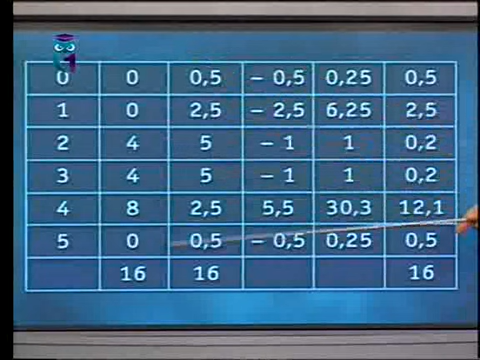 0 0 0,5 – 0,5 0,25 0,5
1 0 2,5 – 2,5 6,25 2,5
2 4 5 – 1 1 0,2
3 4 5 – 1 1 0,2
4 8 2,5 5,5 30,3 12,1
5 0 0,5 – 0,5 0,25 0,5
16 16 16